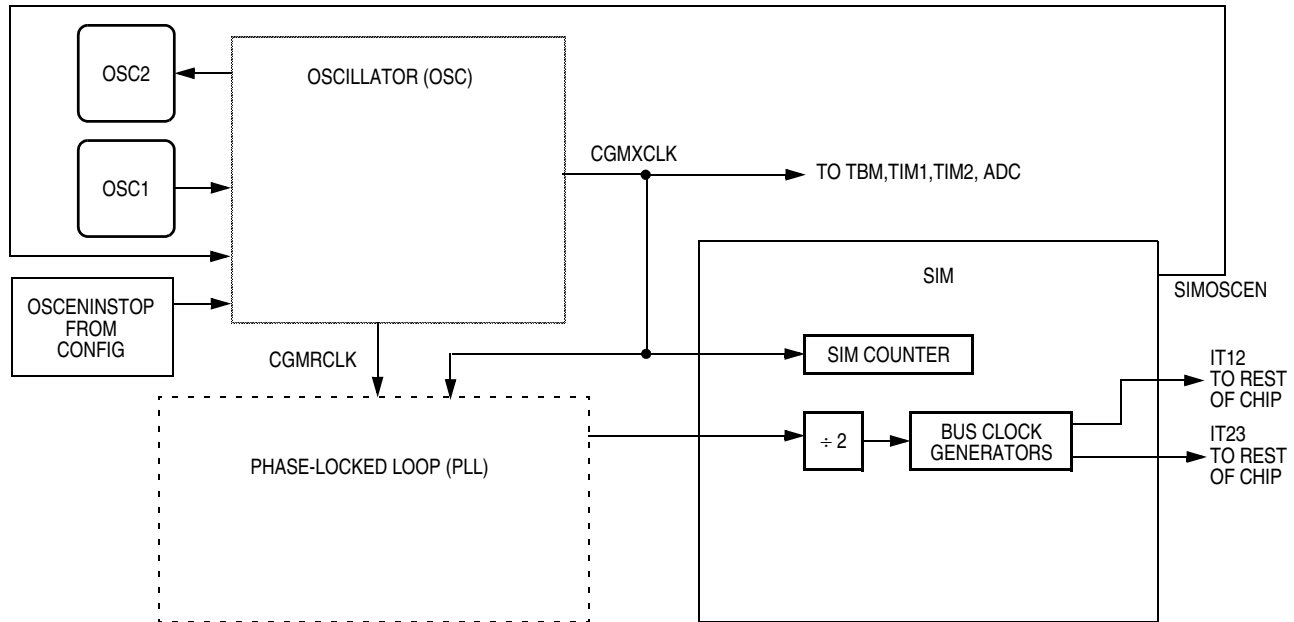 OSC2
OSCILLATOR (OSC)
CGMXCLK
OSC1
TO TBM,TIM1,TIM2, ADC
SIM
SIMOSCEN
OSCENINSTOP
FROM
CONFIG
CGMRCLK
SIM COUNTER
IT12
TO REST
OF CHIP
÷ 2
BUS CLOCK
GENERATORS
IT23
TO REST
OF CHIP
PHASE-LOCKED LOOP (PLL)